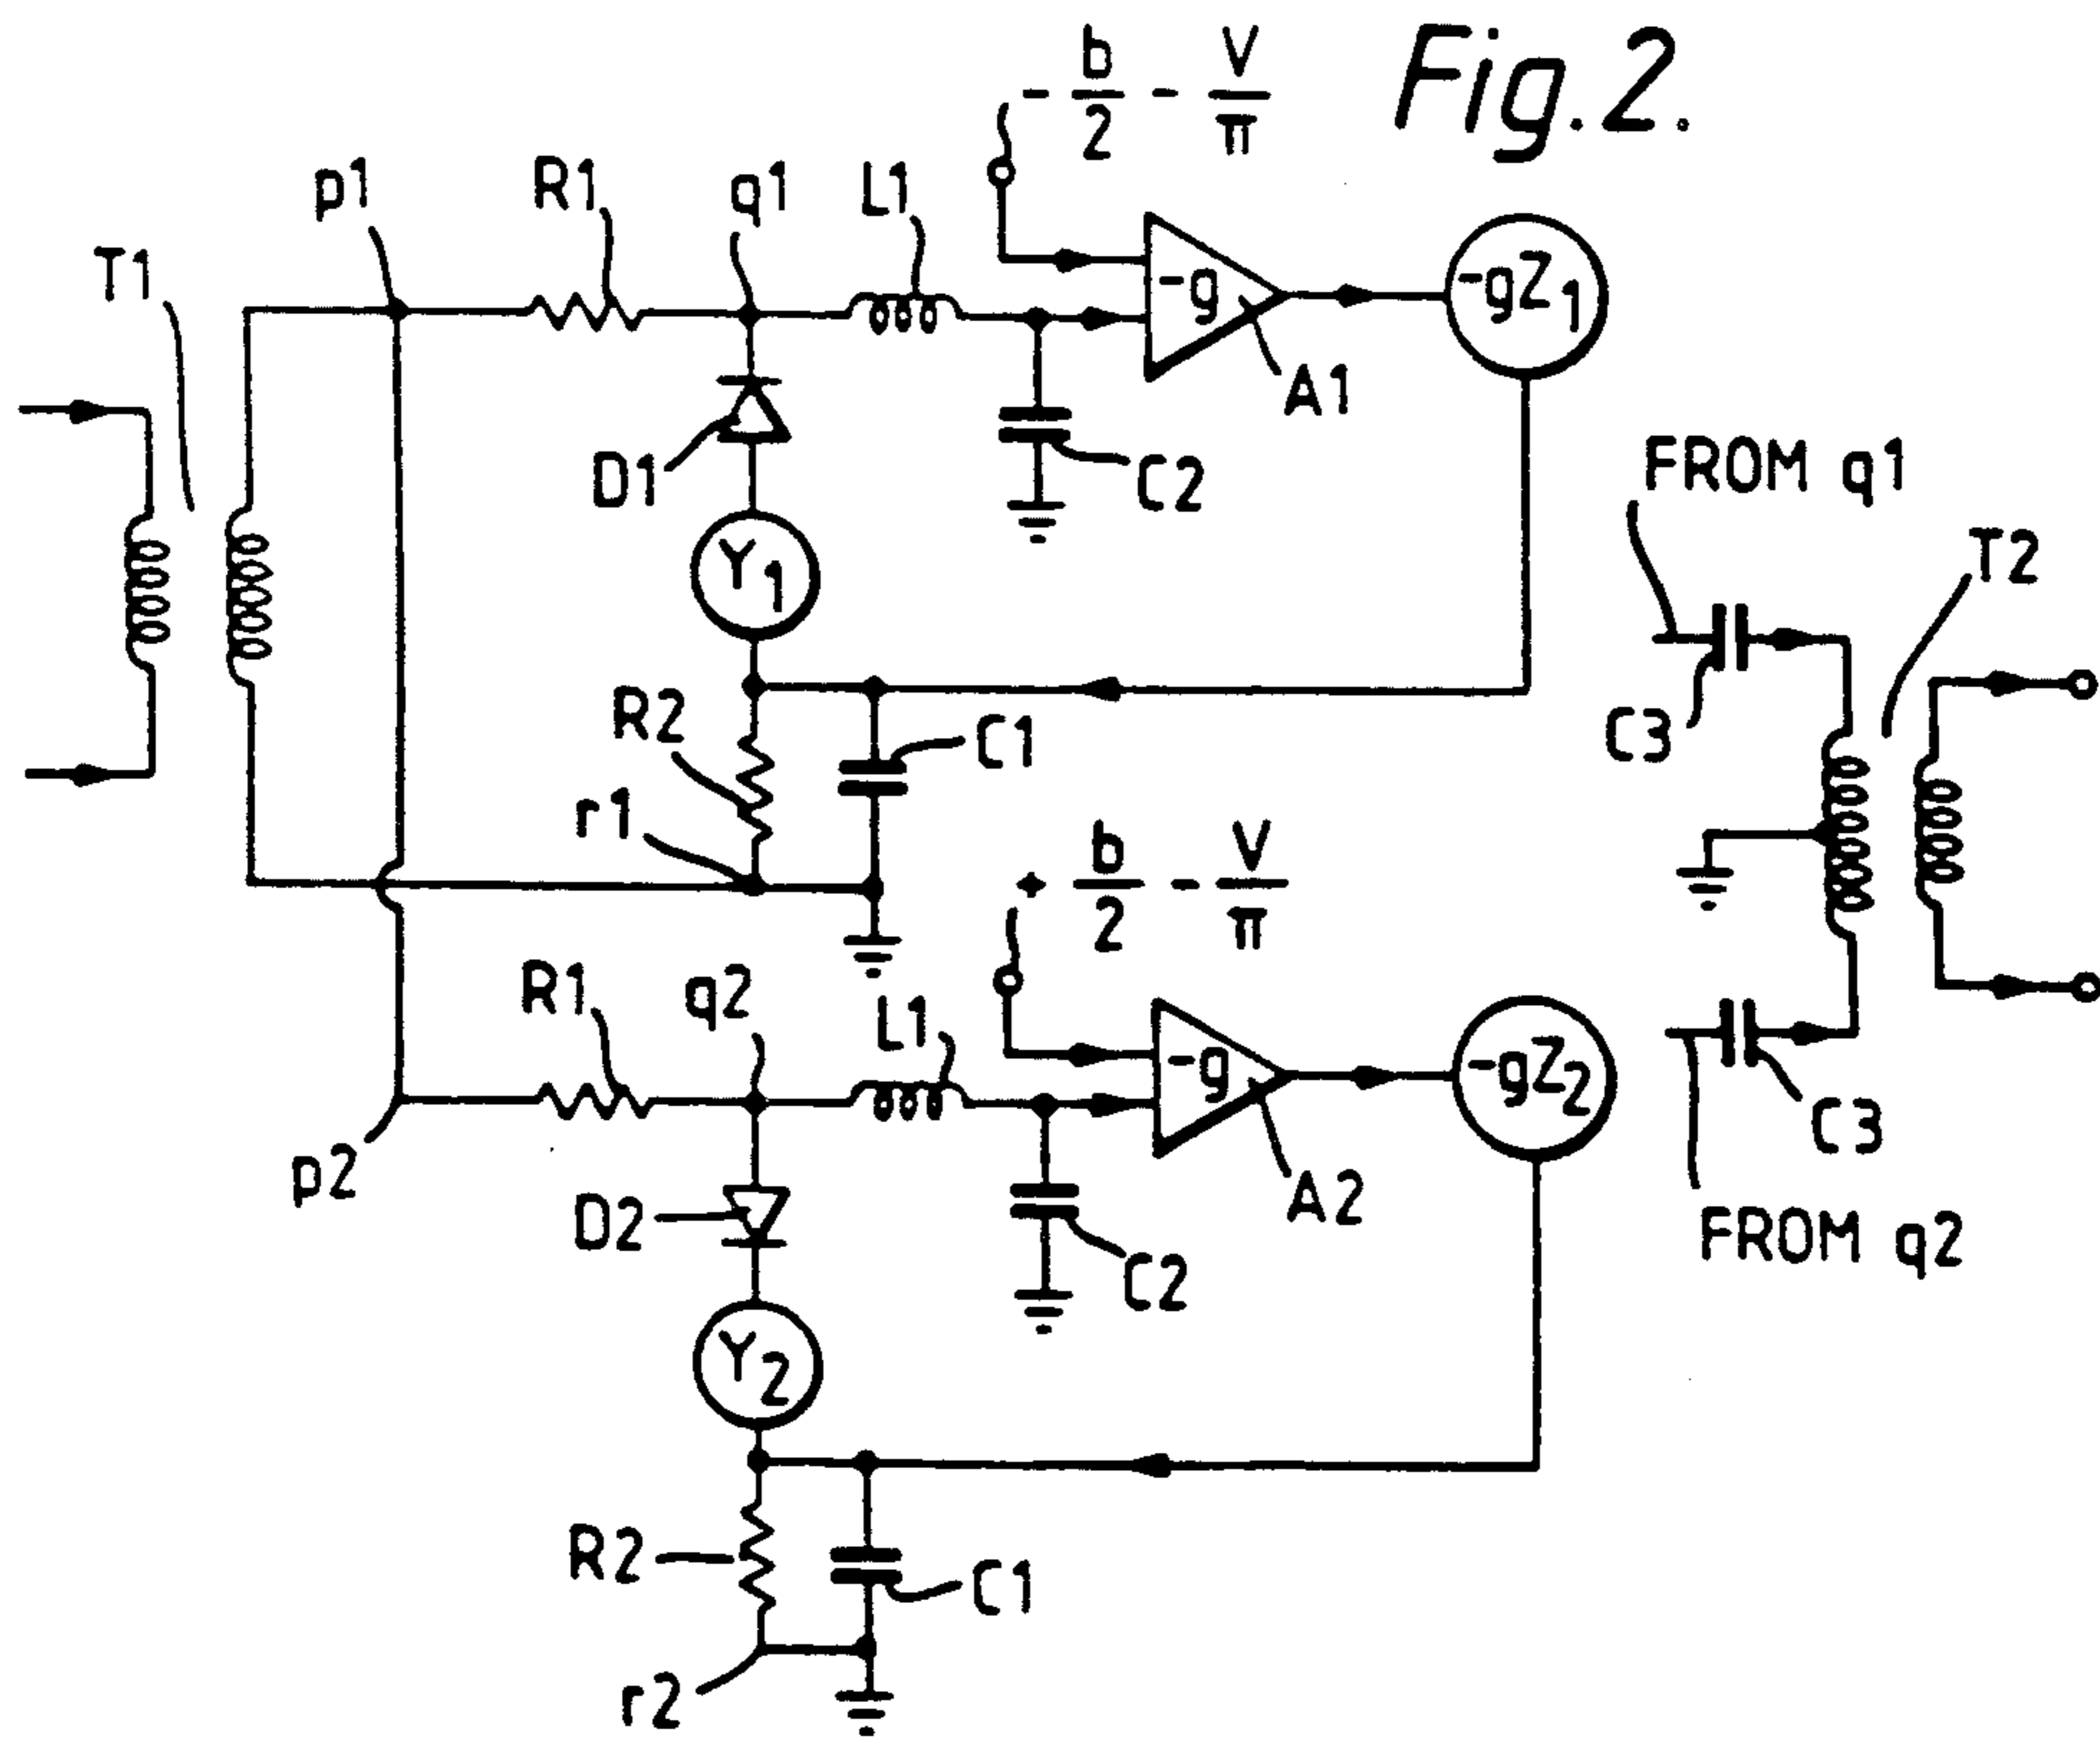 Fig.2.
- b/2 - V/π
p1
R1
q1
L1
T1
-g
-gZ1
A1
D1
C2
FROM q1
Y1
T2
R2
C1
C3
r1
+ b/2 - V/π
R1
q2
L1
-g
-gZ2
C3
p2
D2
A2
C2
FROM q2
Y2
R2
C1
r2